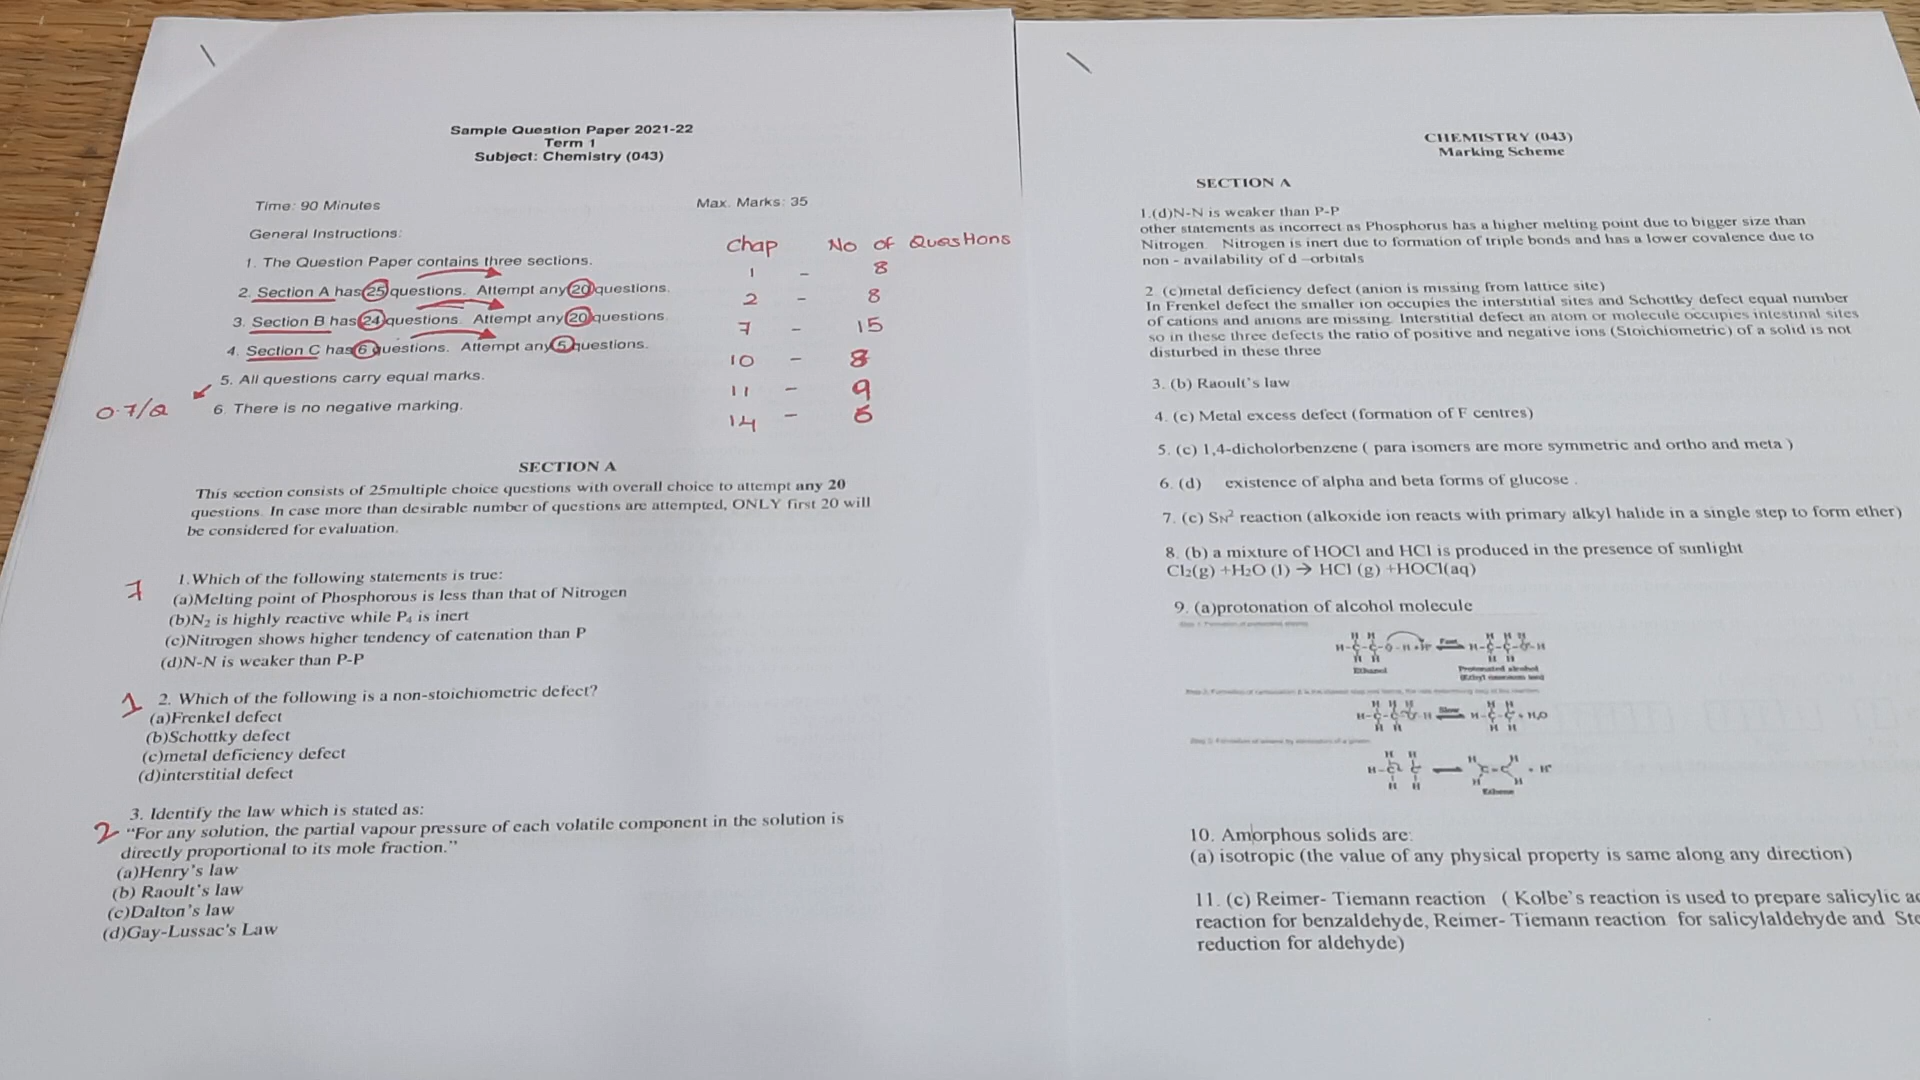 Sample Question Paper 2021-22
Term 1
Subject: Chemistry (043)
Time: 90 Minutes
Max. Marks: 35
General Instructions:
1. The Question Paper contains three sections.
2. Section A has 25 questions. Attempt any 20 questions.
3. Section B has 24 questions. Attempt any 20 questions.
4. Section C has 6 questions. Attempt any 5 questions.
5. All questions carry equal marks.
6. There is no negative marking.
0.7/Q
Chap - No of Questions
1 - 8
2 - 8
7 - 15
10 - 8
11 - 9
14 -
SECTION A
This section consists of 25multiple choice questions with overall choice to attempt any 20
questions. In case more than desirable number of questions are attempted, ONLY first 20 will
be considered for evaluation.
7
1.Which of the following statements is true:
(a)Melting point of Phosphorous is less than that of Nitrogen
(b)N₂ is highly reactive while P₄ is inert
(c)Nitrogen shows higher tendency of catenation than P
(d)N-N is weaker than P-P
1
2. Which of the following is a non-stoichiometric defect?
(a)Frenkel defect
(b)Schottky defect
(c)metal deficiency defect
(d)interstitial defect
3. Identify the law which is stated as:
2 "For any solution, the partial vapour pressure of each volatile component in the solution is
directly proportional to its mole fraction."
(a)Henry's law
(b) Raoult's law
(c)Dalton's law
(d)Gay-Lussac's Law
CHEMISTRY (043)
Marking Scheme
SECTION A
1.(d)N-N is weaker than P-P
other statements as incorrect as Phosphorus has a higher melting point due to bigger size than
Nitrogen. Nitrogen is inert due to formation of triple bonds and has a lower covalence due to
non - availability of d -orbitals
2. (c)metal deficiency defect (anion is missing from lattice site)
In Frenkel defect the smaller ion occupies the interstitial sites and Schottky defect equal number
of cations and anions are missing. Interstitial defect an atom or molecule occupies intestinal sites
so in these three defects the ratio of positive and negative ions (Stoichiometric) of a solid is not
disturbed in these three
3. (b) Raoult's law
4. (c) Metal excess defect (formation of F centres)
5. (c) 1,4-dicholorbenzene ( para isomers are more symmetric and ortho and meta )
6. (d) existence of alpha and beta forms of glucose .
7. (c) SN² reaction (alkoxide ion reacts with primary alkyl halide in a single step to form ether)
8. (b) a mixture of HOCl and HCl is produced in the presence of sunlight
Cl₂(g) +H₂O (l) → HCl (g) +HOCl(aq)
9. (a)protonation of alcohol molecule
Fast
Ethanol
Protonated alcohol
Slow
+ H₂O
Ethene
+ H⁺
10. Amorphous solids are:
(a) isotropic (the value of any physical property is same along any direction)
11. (c) Reimer- Tiemann reaction ( Kolbe's reaction is used to prepare salicylic
reaction for benzaldehyde, Reimer- Tiemann reaction for salicylaldehyde and
reduction for aldehyde)